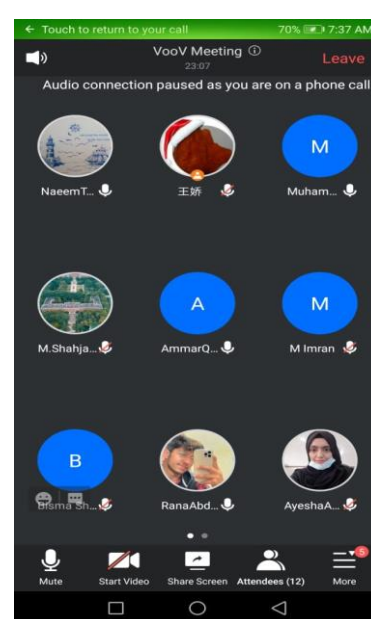 ← Touch to return to your call 70% 7:37 AM
VooV Meeting Leave
23:07
Audio connection paused as you are on a phone call
M
NaeemT... 王娇 Muham...
A M
M.Shahja... AmmarQ... M Imran
B
Bisma Sh... RanaAbd... AyeshaA...
5
Mute Start Video Share Screen Attendees (12) More